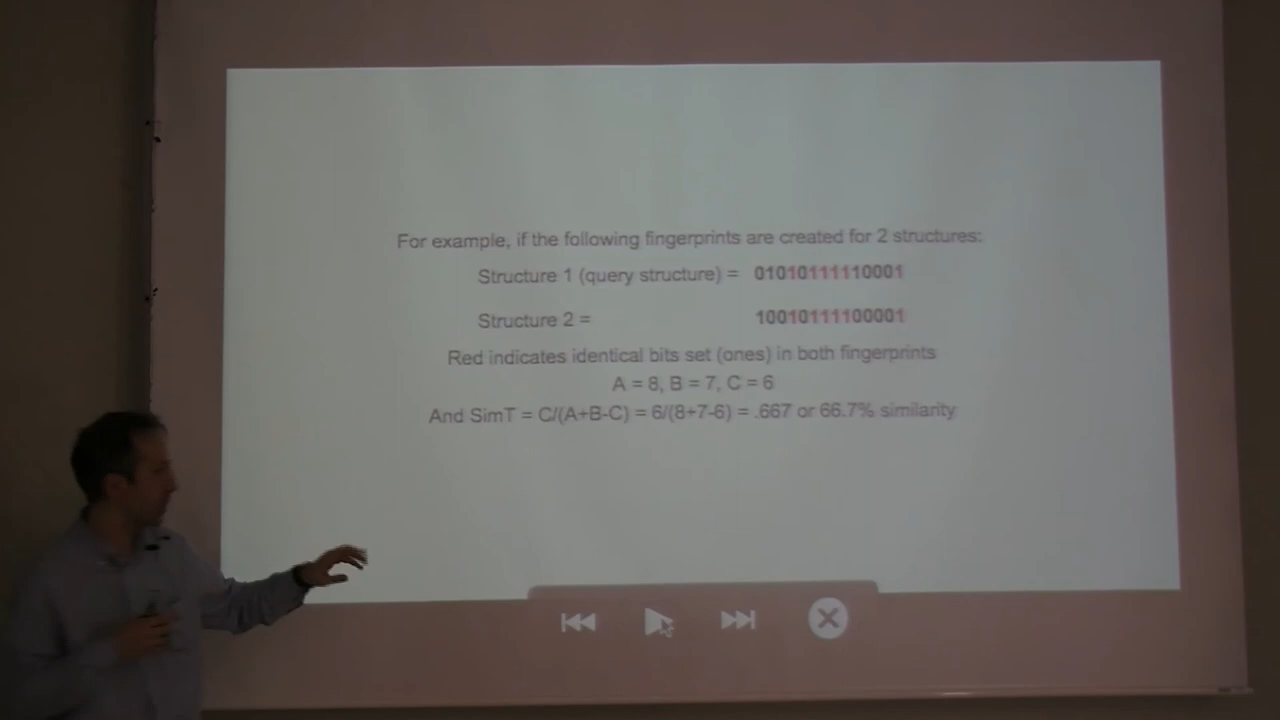 For example, if the following fingerprints are created for 2 structures:
Structure 1 (query structure) = 01010111110001
Structure 2 = 10010111100001
Red indicates identical bits set (ones) in both fingerprints
A = 8, B = 7, C = 6
And SimT = C/(A+B-C) = 6/(8+7-6) = .667 or 66.7% similarity